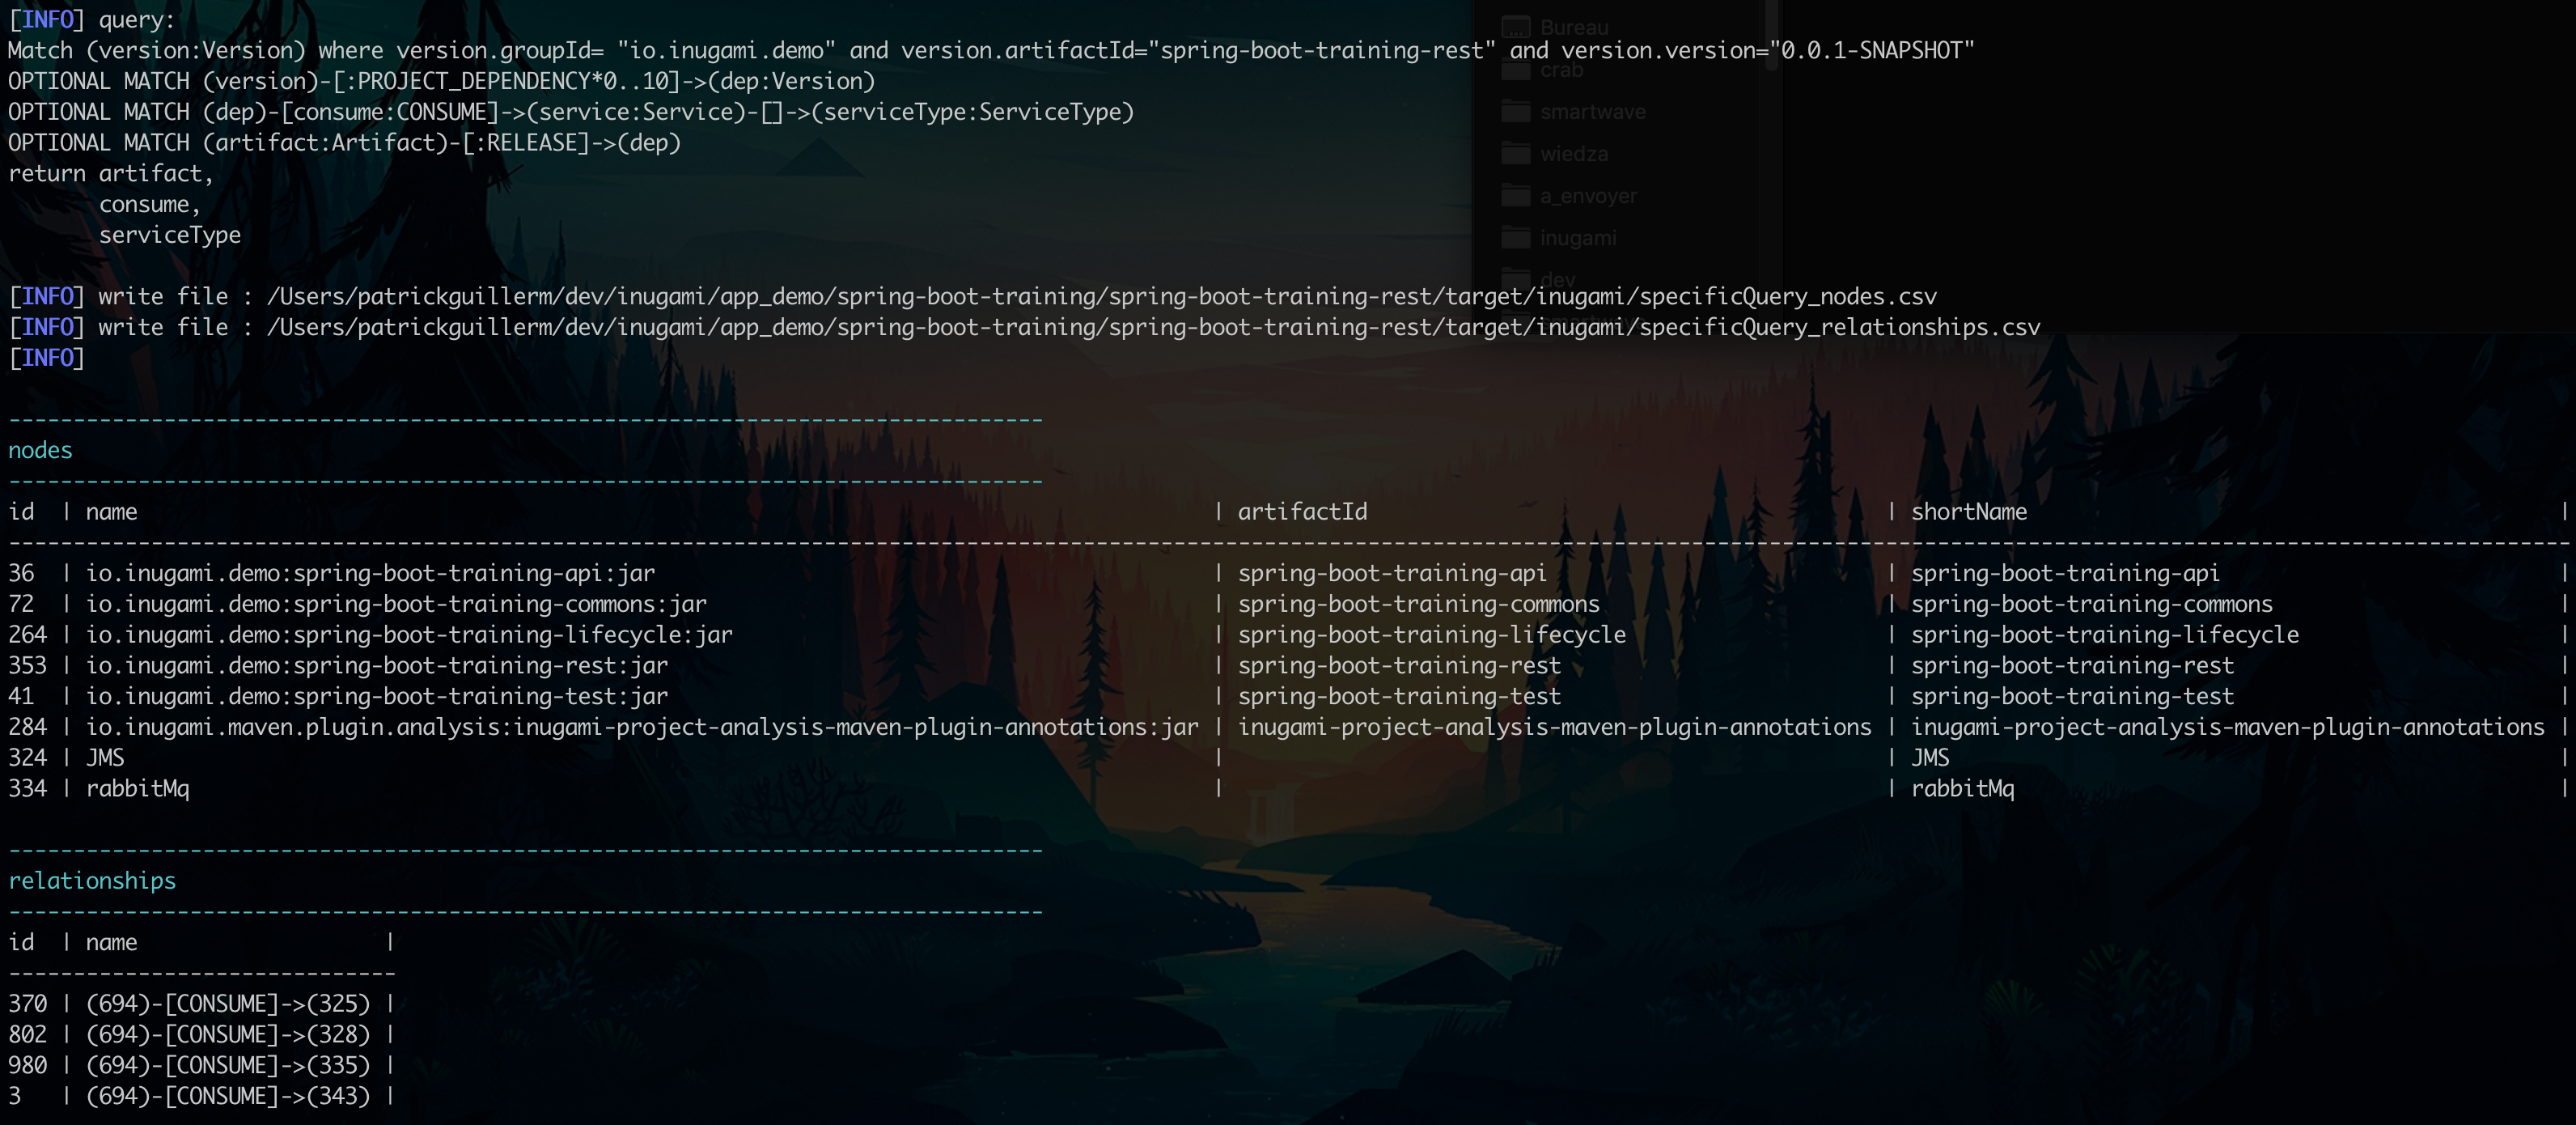 [INFO] query:
Match (version:Version) where version.groupId= "io.inugami.demo" and version.artifactId="spring-boot-training-rest" and version.version="0.0.1-SNAPSHOT"
OPTIONAL MATCH (version)-[:PROJECT_DEPENDENCY*0..10]->(dep:Version)
OPTIONAL MATCH (dep)-[consume:CONSUME]->(service:Service)-[]->(serviceType:ServiceType)
OPTIONAL MATCH (artifact:Artifact)-[:RELEASE]->(dep)
return artifact,
consume,
serviceType
Bureau
crab
smartwave
wiedza
a_envoyer
inugami
dev
[INFO] write file : /Users/patrickguillerm/dev/inugami/app_demo/spring-boot-training/spring-boot-training-rest/target/inugami/specificQuery_nodes.csv
[INFO] write file : /Users/patrickguillerm/dev/inugami/app_demo/spring-boot-training/spring-boot-training-rest/target/inugami/specificQuery_relationships.csv
[INFO]
--------------------------------------------------------------------------------
nodes
--------------------------------------------------------------------------------
id | name | artifactId | shortName |
--------------------------------------------------------------------------------
36 | io.inugami.demo:spring-boot-training-api:jar | spring-boot-training-api | spring-boot-training-api |
72 | io.inugami.demo:spring-boot-training-commons:jar | spring-boot-training-commons | spring-boot-training-commons |
264 | io.inugami.demo:spring-boot-training-lifecycle:jar | spring-boot-training-lifecycle | spring-boot-training-lifecycle |
353 | io.inugami.demo:spring-boot-training-rest:jar | spring-boot-training-rest | spring-boot-training-rest |
41 | io.inugami.demo:spring-boot-training-test:jar | spring-boot-training-test | spring-boot-training-test |
284 | io.inugami.maven.plugin.analysis:inugami-project-analysis-maven-plugin-annotations:jar | inugami-project-analysis-maven-plugin-annotations | inugami-project-analysis-maven-plugin-annotations |
324 | JMS | | JMS |
334 | rabbitMq | | rabbitMq |
--------------------------------------------------------------------------------
relationships
--------------------------------------------------------------------------------
id | name |
------------------------------
370 | (694)-[CONSUME]->(325) |
802 | (694)-[CONSUME]->(328) |
980 | (694)-[CONSUME]->(335) |
3 | (694)-[CONSUME]->(343) |